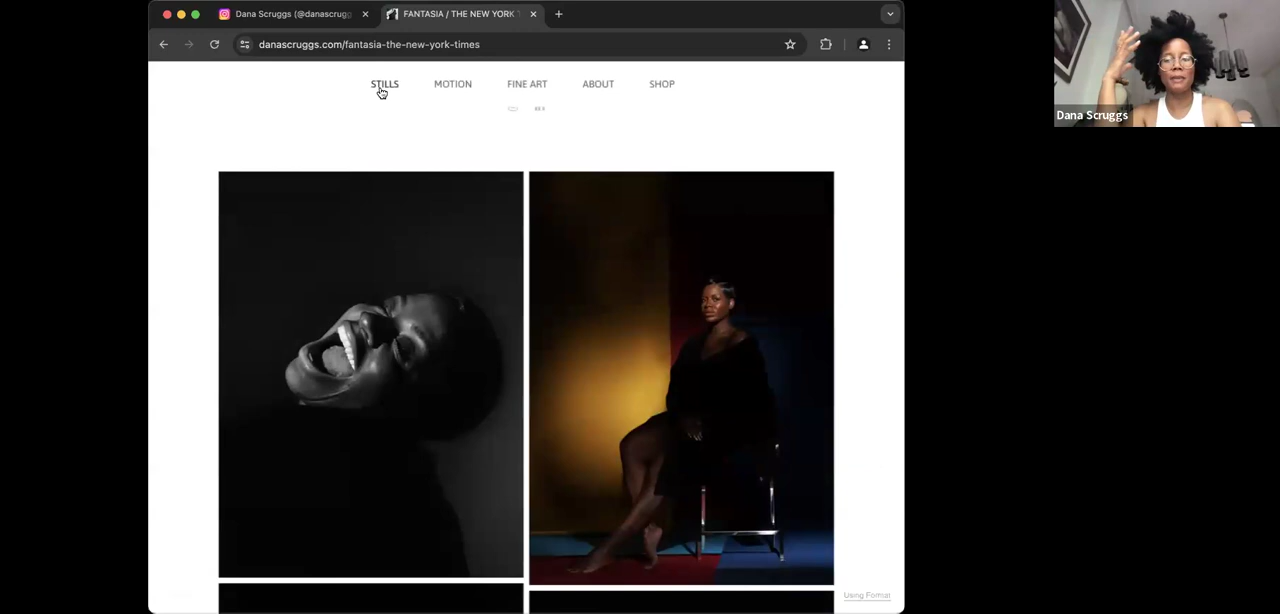 Dana Scruggs (@danascrugg
FANTASIA / THE NEW YORK T
danascruggs.com/fantasia-the-new-york-times
STILLS MOTION FINE ART ABOUT SHOP
Dana Scruggs
Using Format